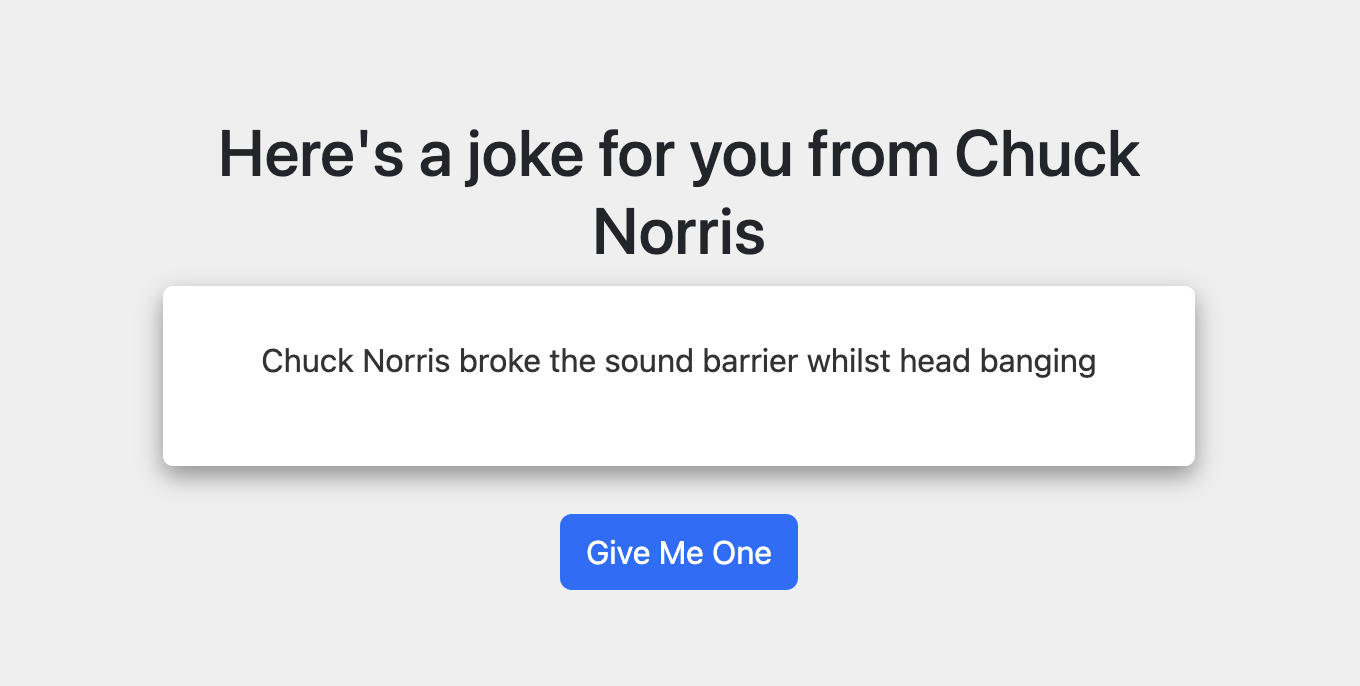 Here's a joke for you from Chuck
Norris
Chuck Norris broke the sound barrier whilst head banging
Give Me One